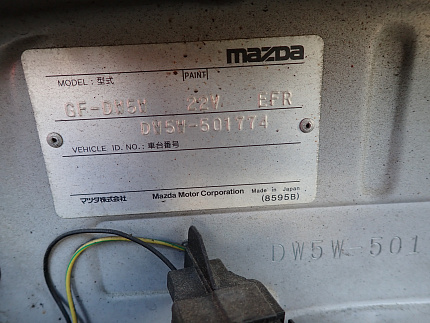 mazda
MODEL: 型式 PAINT
GF-DW5W 22V EFR
DW5W-501774
VEHICLE ID. NO.: 車台番号
マツダ株式会社 Mazda Motor Corporation Made in Japan
(8595B)
DW5W-501